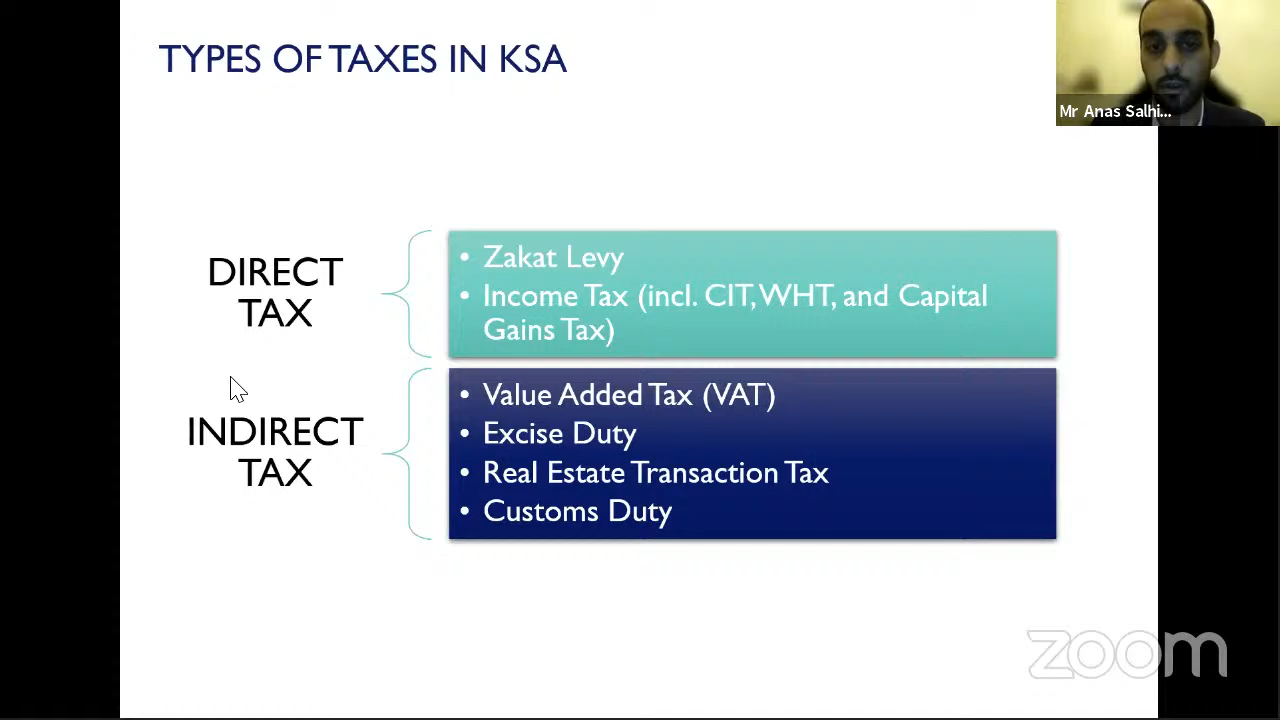 TYPES OF TAXES IN KSA
Mr Anas Salhi...
DIRECT
TAX
• Zakat Levy
• Income Tax (incl. CIT, WHT, and Capital
Gains Tax)
INDIRECT
TAX
• Value Added Tax (VAT)
• Excise Duty
• Real Estate Transaction Tax
• Customs Duty
zoom